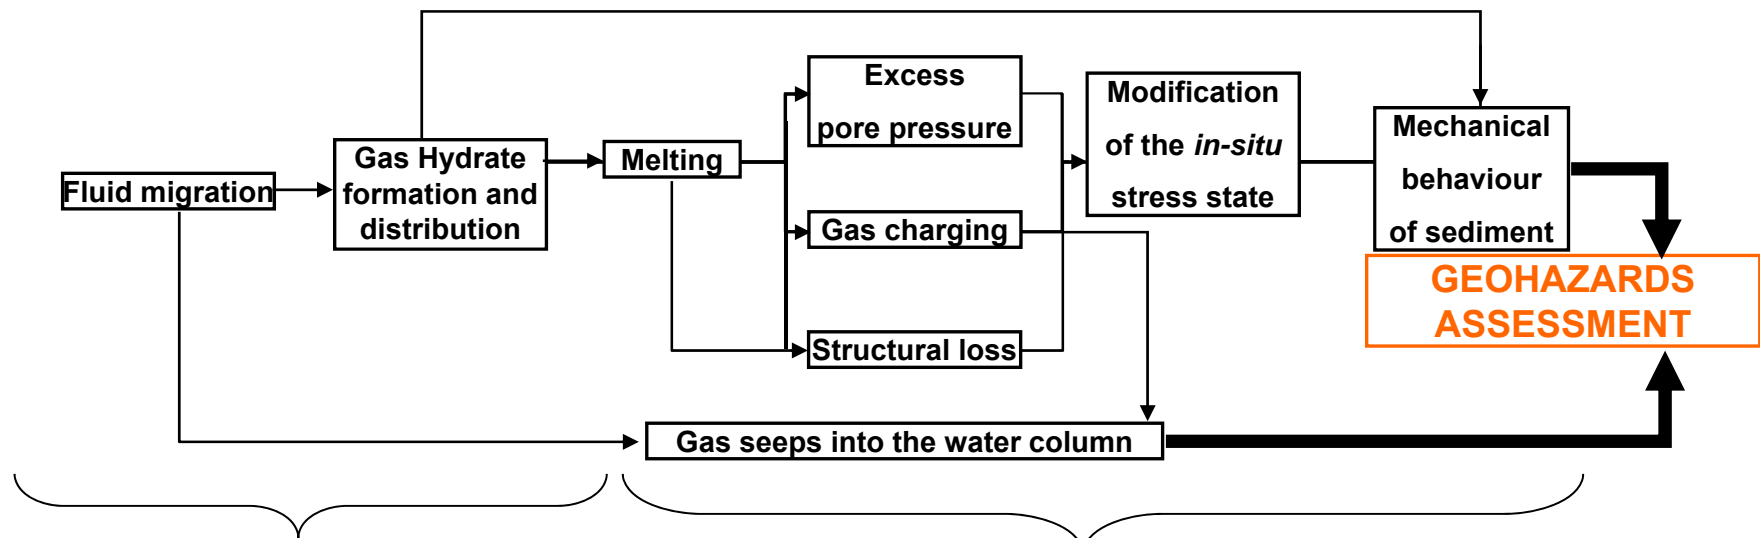 Fluid migration
Gas Hydrate
formation and
distribution
Melting
Excess
pore pressure
Gas charging
Structural loss
Modification
of the in-situ
stress state
Mechanical
behaviour
of sediment
GEOHAZARDS
ASSESSMENT
Gas seeps into the water column